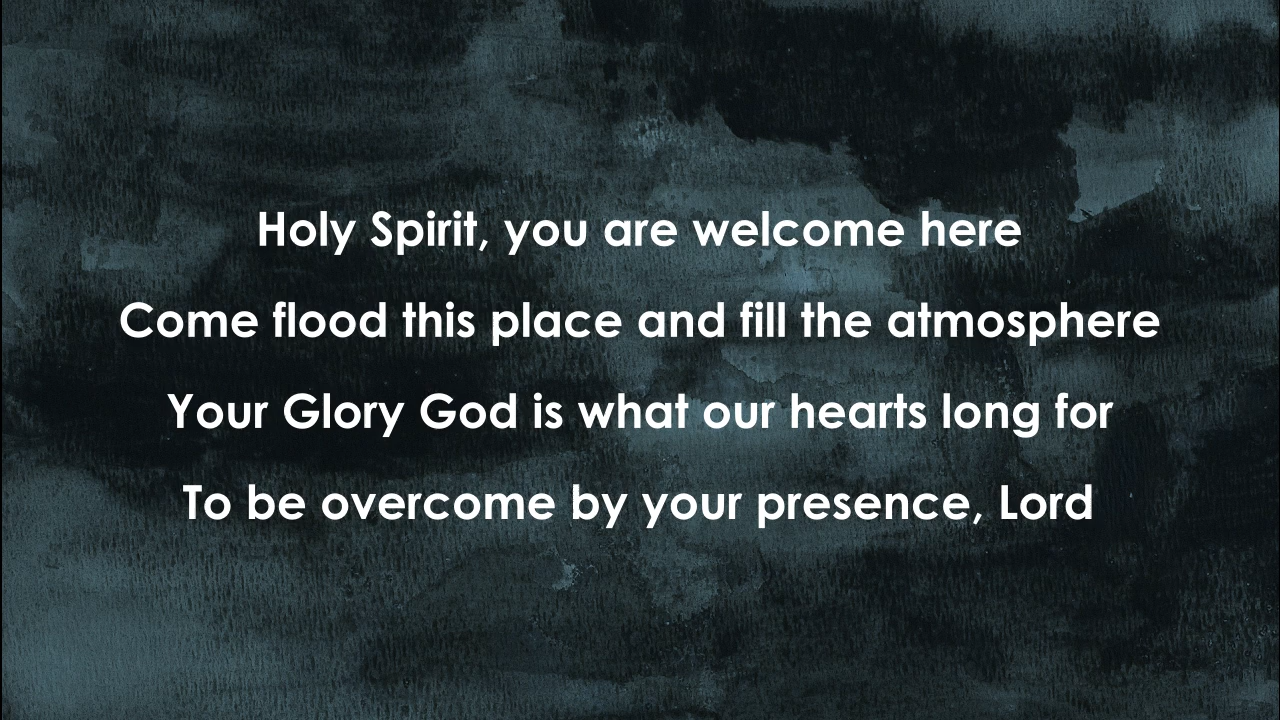 Holy Spirit, you are welcome here
Come flood this place and fill the atmosphere
Your Glory God is what our hearts long for
To be overcome by your presence, Lord